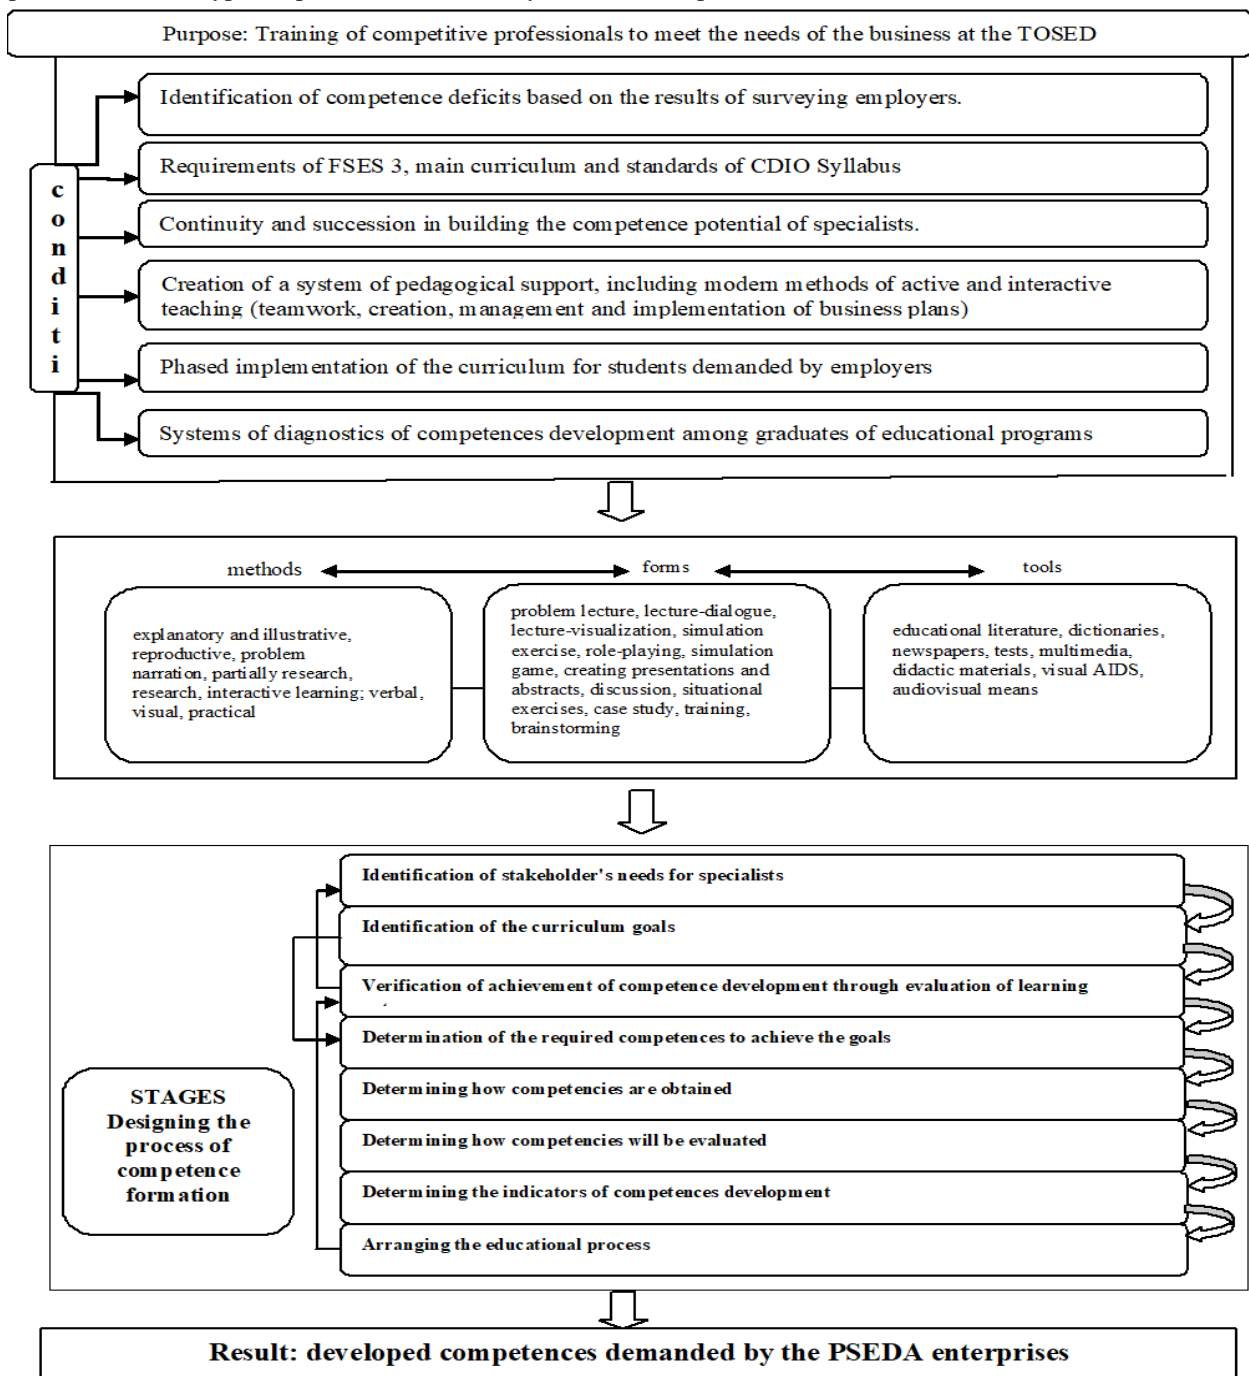 Purpose: Training of competitive professionals to meet the needs of the business at the TOSED
conditi
Identification of competence deficits based on the results of surveying employers.
Requirements of FSES 3, main curriculum and standards of CDIO Syllabus
Continuity and succession in building the competence potential of specialists.
Creation of a system of pedagogical support, including modern methods of active and interactive
teaching (teamwork, creation, management and implementation of business plans)
Phased implementation of the curriculum for students demanded by employers
Systems of diagnostics of competences development among graduates of educational programs
methods
forms
tools
explanatory and illustrative,
reproductive, problem
narration, partially research,
research, interactive learning; verbal,
visual, practical
problem lecture, lecture-dialogue,
lecture-visualization, simulation
exercise, role-playing, simulation
game, creating presentations and
abstracts, discussion, situational
exercises, case study, training,
brainstorming
educational literature, dictionaries,
newspapers, tests, multimedia,
didactic materials, visual AIDS,
audiovisual means
STAGES
Designing the
process of
competence
formation
Identification of stakeholder's needs for specialists
Identification of the curriculum goals
Verification of achievement of competence development through evaluation of learning
Determination of the required competences to achieve the goals
Determining how competencies are obtained
Determining how competencies will be evaluated
Determining the indicators of competences development
Arranging the educational process
Result: developed competences demanded by the PSEDA enterprises